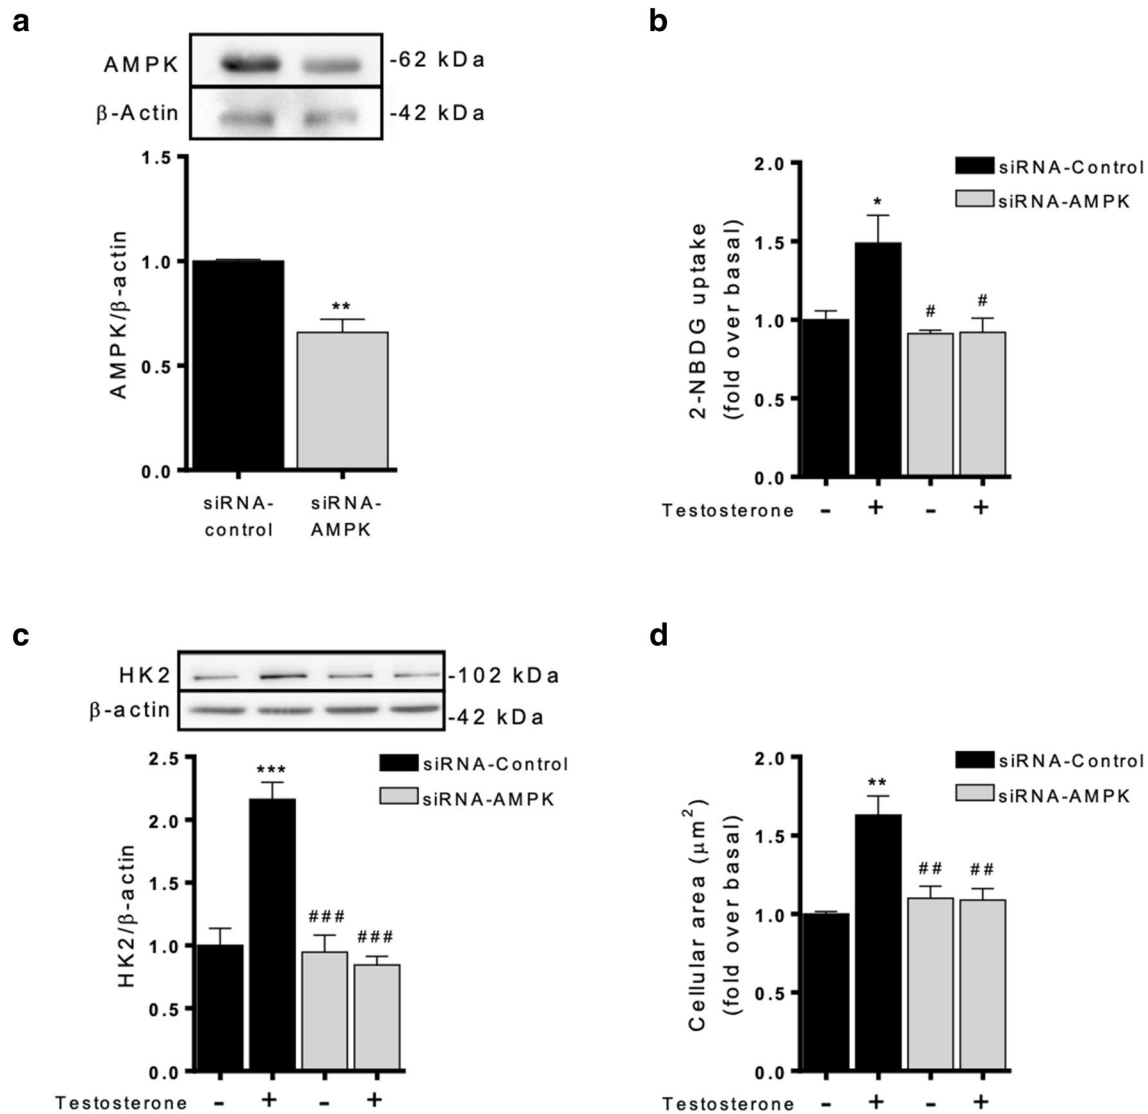 a
AMPK
-62 kDa
β-Actin
-42 kDa
1.5
1.0
0.5
0.0
AMPK/β-actin
**
siRNA-
control
siRNA-
AMPK
b
siRNA-Control
siRNA-AMPK
2.0
1.5
1.0
0.5
0.0
2-NBDG uptake
(fold over basal)
*
#
#
Testosterone - + - +
c
HK2
-102 kDa
β-actin
-42 kDa
siRNA-Control
siRNA-AMPK
2.5
2.0
1.5
1.0
0.5
0.0
HK2/β-actin
***
###
###
Testosterone - + - +
d
siRNA-Control
siRNA-AMPK
2.0
1.5
1.0
0.5
0.0
Cellular area (μm²)
(fold over basal)
**
##
##
Testosterone - + - +